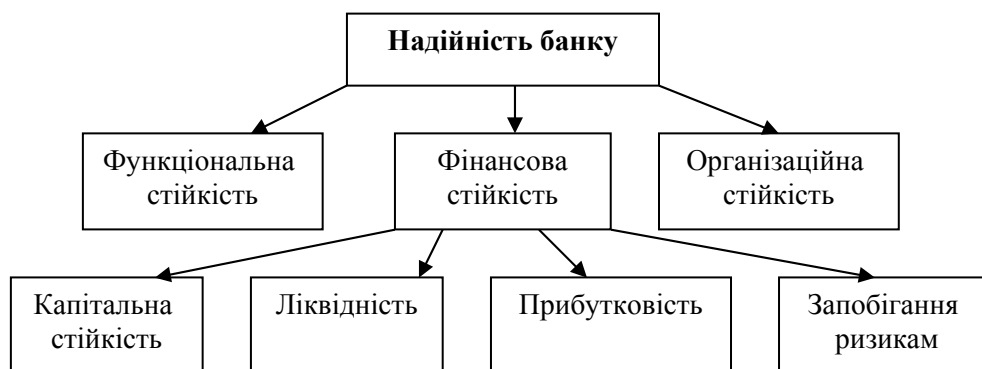 Надійність банку
Функціональна
стійкість
Фінансова
стійкість
Організаційна
стійкість
Капітальна
стійкість
Ліквідність
Прибутковість
Запобігання
ризикам